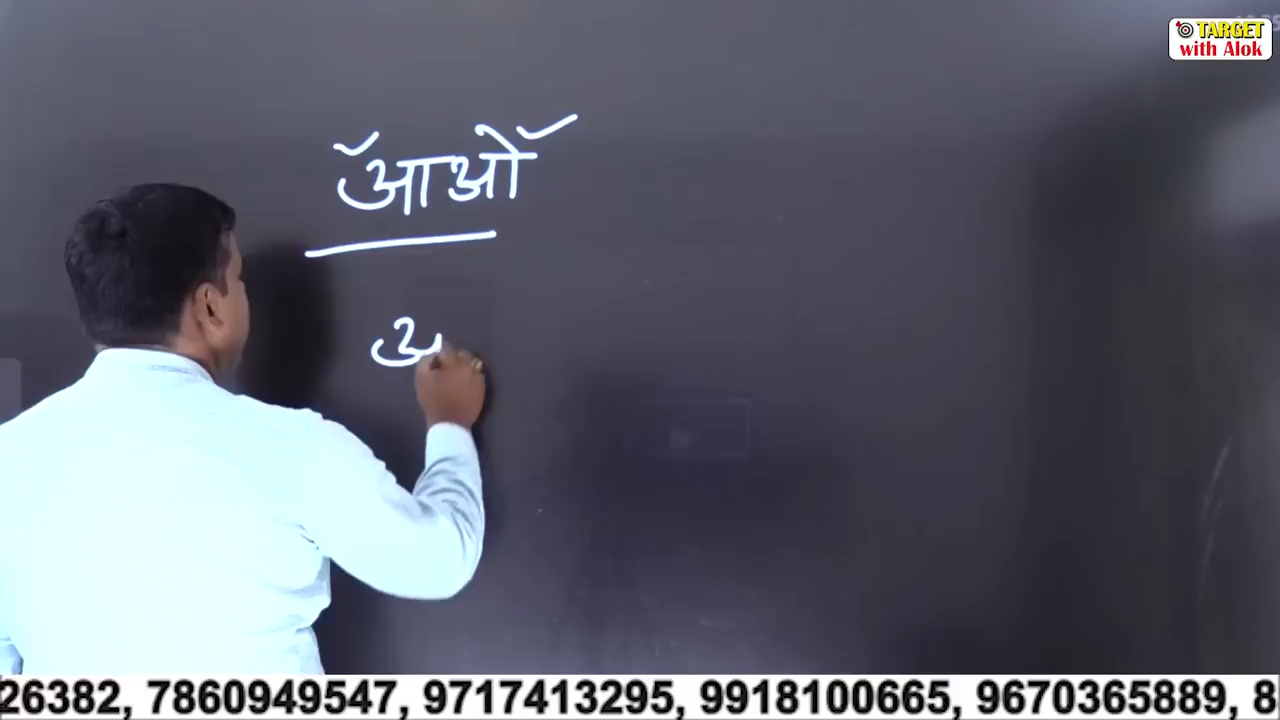 TARGET
with Alok
आओ
अ
26382, 7860949547, 9717413295, 9918100665, 9670365889, 8